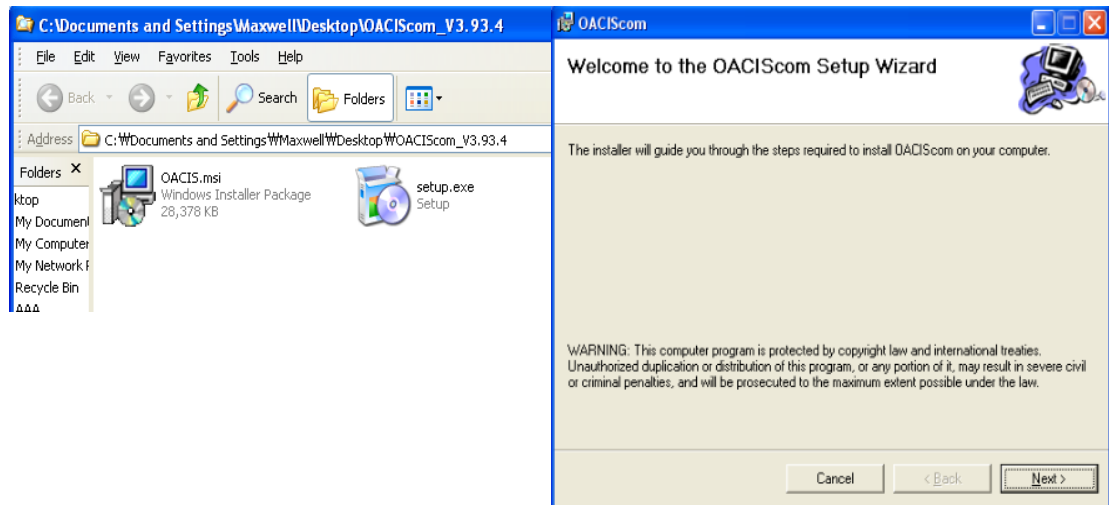 C:\Documents and Settings\Maxwell\Desktop\OACIScom_V3.93.4
File Edit View Favorites Tools Help
Back Search Folders
Address C:₩Documents and Settings₩Maxwell₩Desktop₩OACIScom_V3.93.4
Folders X
ktop
My Document
My Computer
My Network P
Recycle Bin
AAA
OACIS.msi
Windows Installer Package
28,378 KB
setup.exe
Setup
OACIScom
Welcome to the OACIScom Setup Wizard
The installer will guide you through the steps required to install OACIScom on your computer.
WARNING: This computer program is protected by copyright law and international treaties.
Unauthorized duplication or distribution of this program, or any portion of it, may result in severe civil
or criminal penalties, and will be prosecuted to the maximum extent possible under the law.
Cancel < Back Next >